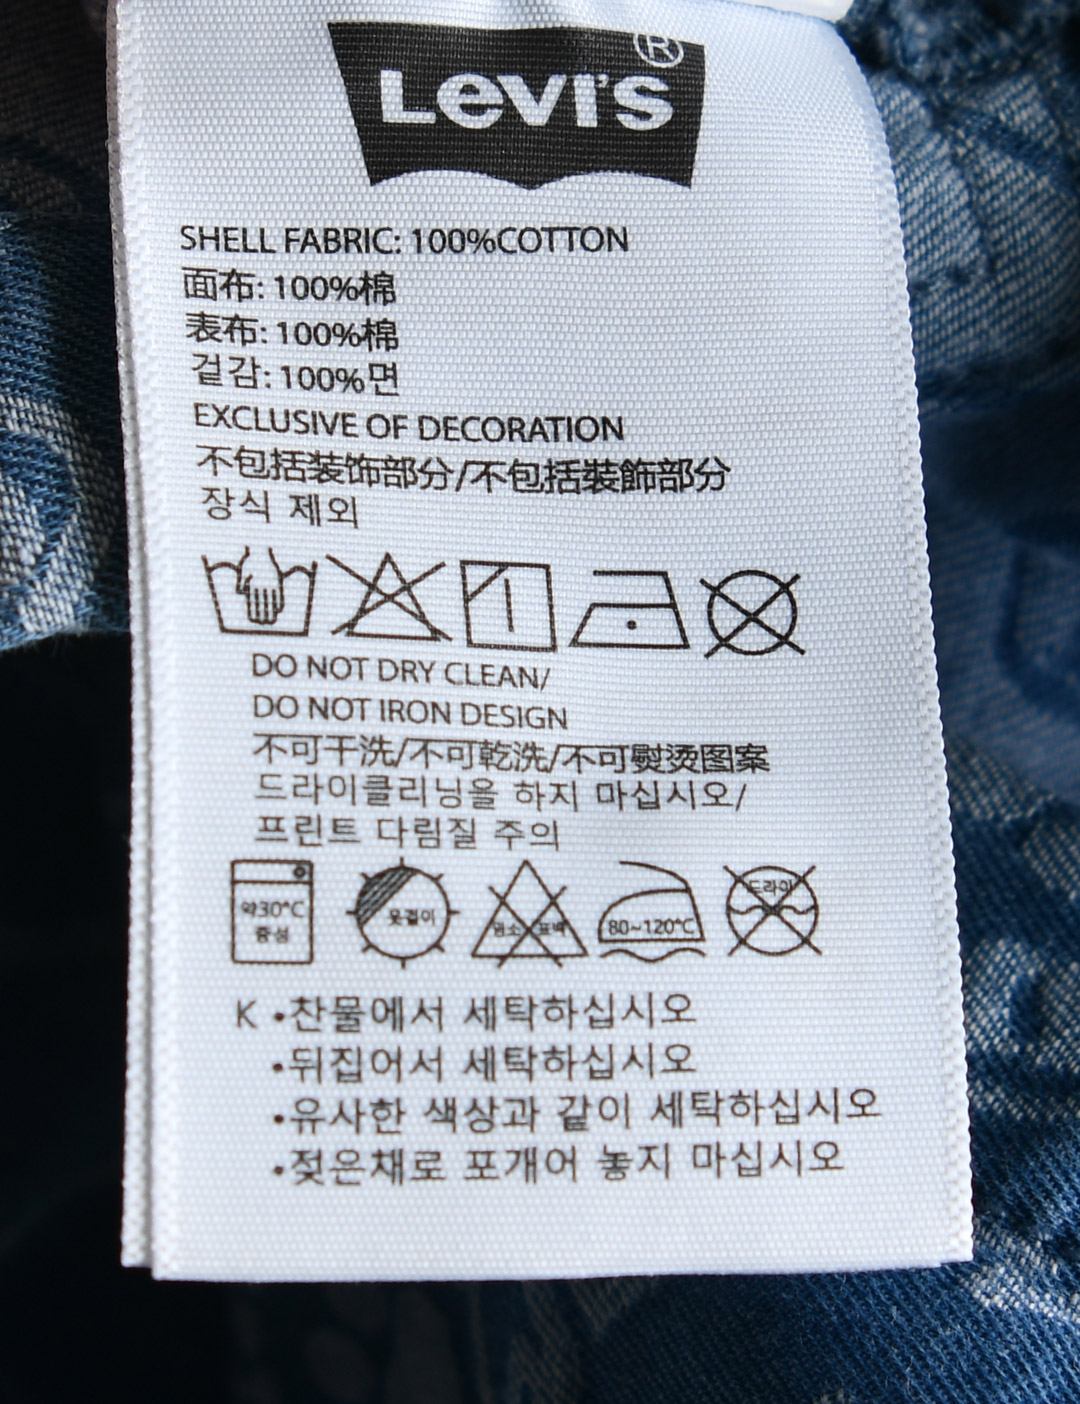 Levi's®
SHELL FABRIC: 100%COTTON
面布: 100%棉
表布: 100%棉
겉감: 100%면
EXCLUSIVE OF DECORATION
不包括装饰部分/不包括裝飾部分
장식 제외
DO NOT DRY CLEAN/
DO NOT IRON DESIGN
不可干洗/不可乾洗/不可熨烫图案
드라이클리닝을 하지 마십시오/
프린트 다림질 주의
약30°C
중성
옷걸이
염소 표백
80~120°C
드라이
K •찬물에서 세탁하십시오
•뒤집어서 세탁하십시오
•유사한 색상과 같이 세탁하십시오
•젖은채로 포개어 놓지 마십시오